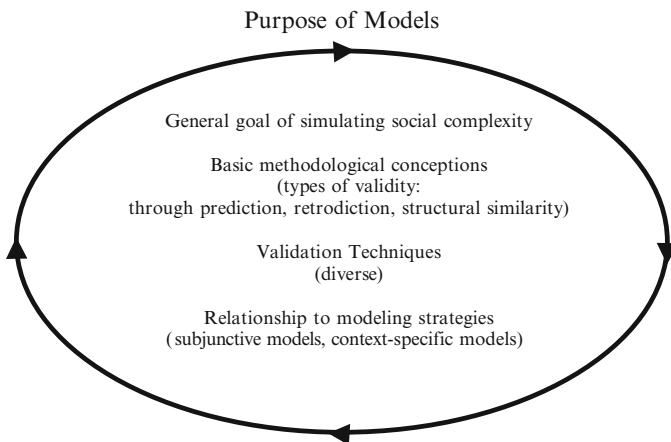 Purpose of Models
General goal of simulating social complexity
Basic methodological conceptions
(types of validity:
through prediction, retrodiction, structural similarity)
Validation Techniques
(diverse)
Relationship to modeling strategies
(subjunctive models, context-specific models)